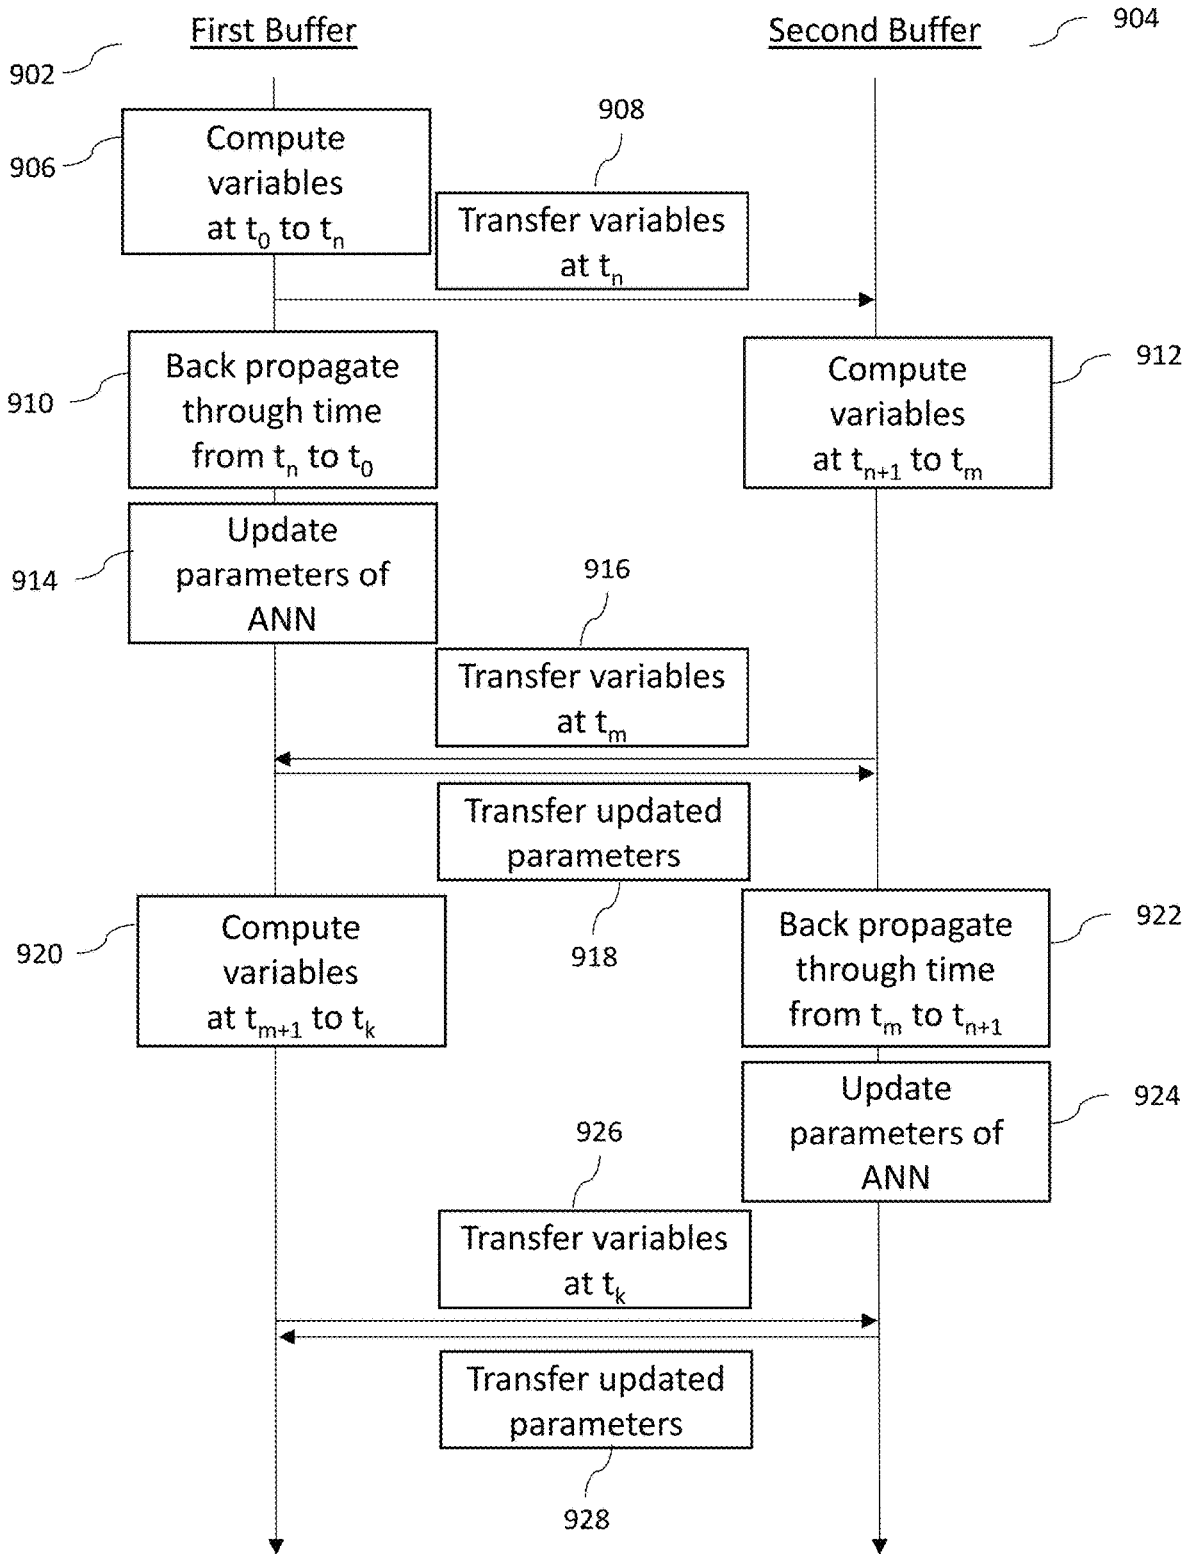 First Buffer
Second Buffer
904
902
908
906
Compute
variables
at t₀ to tₙ
Transfer variables
at tₙ
910
Back propagate
through time
from tₙ to t₀
912
Compute
variables
at tₙ₊₁ to tₘ
914
Update
parameters of
ANN
916
Transfer variables
at tₘ
Transfer updated
parameters
918
920
Compute
variables
at tₘ₊₁ to tₖ
922
Back propagate
through time
from tₘ to tₙ₊₁
924
Update
parameters of
ANN
926
Transfer variables
at tₖ
Transfer updated
parameters
928